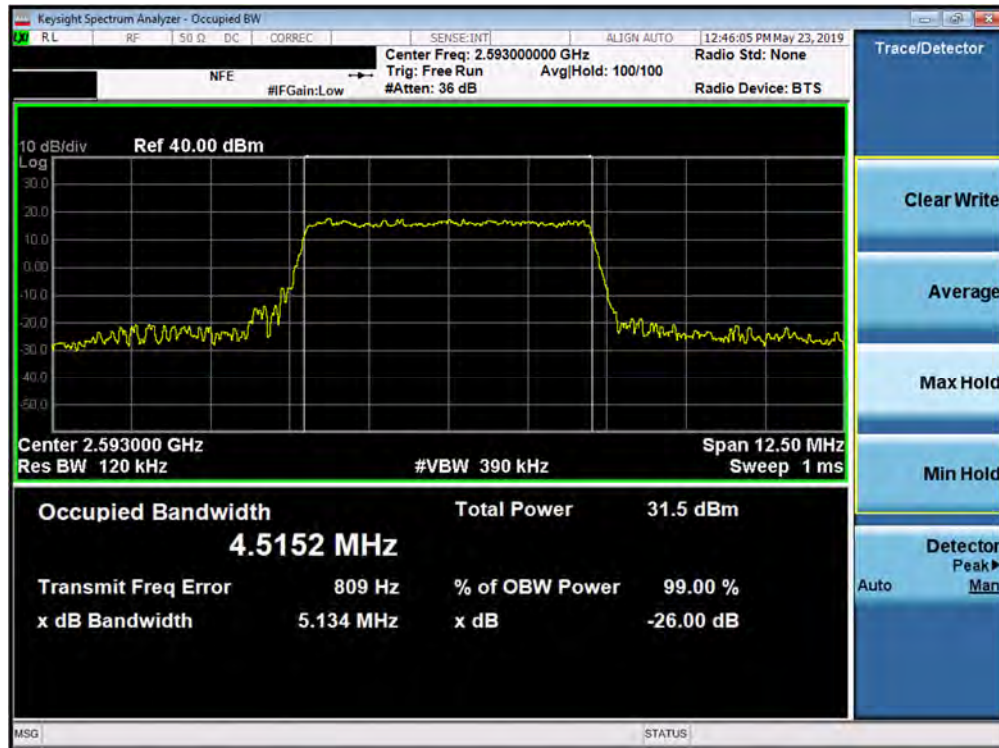 Keysight Spectrum Analyzer - Occupied BW
LXI RL RF 50 Ω DC CORREC SENSE:INT ALIGN AUTO 12:46:05 PM May 23, 2019
Center Freq: 2.593000000 GHz Radio Std: None
NFE Trig: Free Run Avg|Hold: 100/100
#IFGain:Low #Atten: 36 dB Radio Device: BTS
10 dB/div Ref 40.00 dBm
Log
30.0
20.0
10.0
0.00
-10.0
-20.0
-30.0
-40.0
-50.0
Center 2.593000 GHz Span 12.50 MHz
Res BW 120 kHz #VBW 390 kHz Sweep 1 ms
Occupied Bandwidth Total Power 31.5 dBm
4.5152 MHz
Transmit Freq Error 809 Hz % of OBW Power 99.00 %
x dB Bandwidth 5.134 MHz x dB -26.00 dB
MSG STATUS
Trace/Detector
Clear Write
Average
Max Hold
Min Hold
Detector
Peak▶
Auto Man